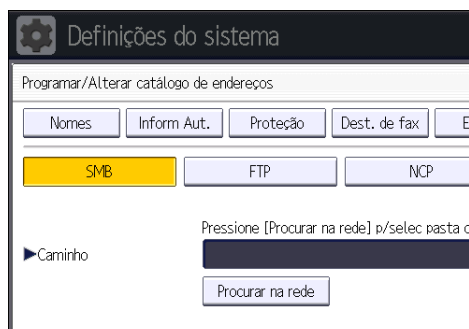 Definições do sistema
Programar/Alterar catálogo de endereços
Nomes Inform Aut. Proteção Dest. de fax E
SMB FTP NCP
Pressione [Procurar na rede] p/selec pasta d
►Caminho
Procurar na rede